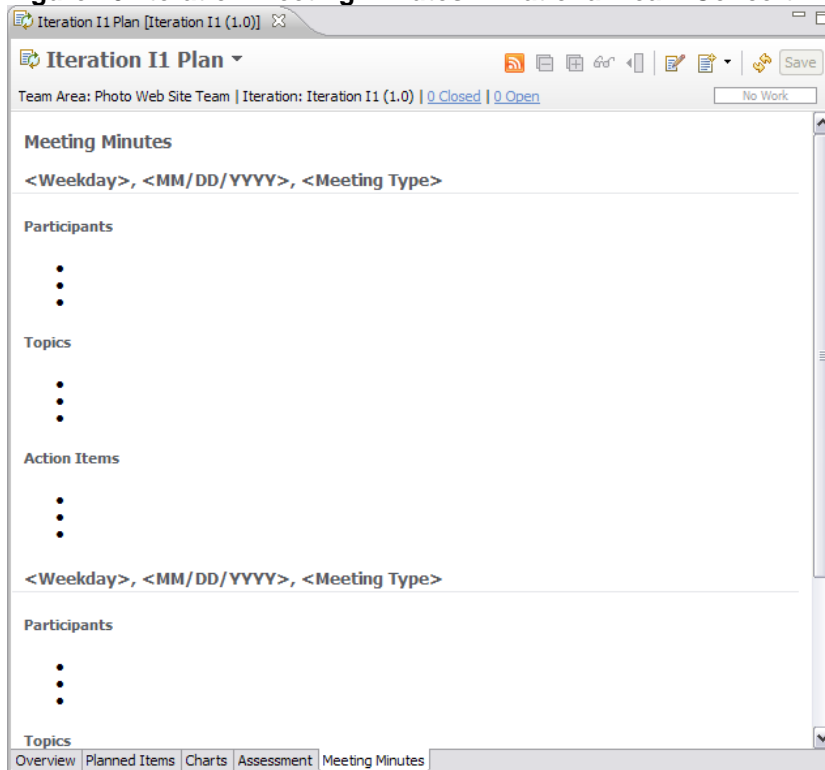 Iteration I1 Plan [Iteration I1 (1.0)]
Iteration I1 Plan
Save
Team Area: Photo Web Site Team | Iteration: Iteration I1 (1.0) | 0 Closed | 0 Open
No Work
Meeting Minutes
<Weekday>, <MM/DD/YYYY>, <Meeting Type>
Participants
•
•
•
Topics
•
•
•
Action Items
•
•
•
<Weekday>, <MM/DD/YYYY>, <Meeting Type>
Participants
•
•
•
Topics
Overview Planned Items Charts Assessment Meeting Minutes